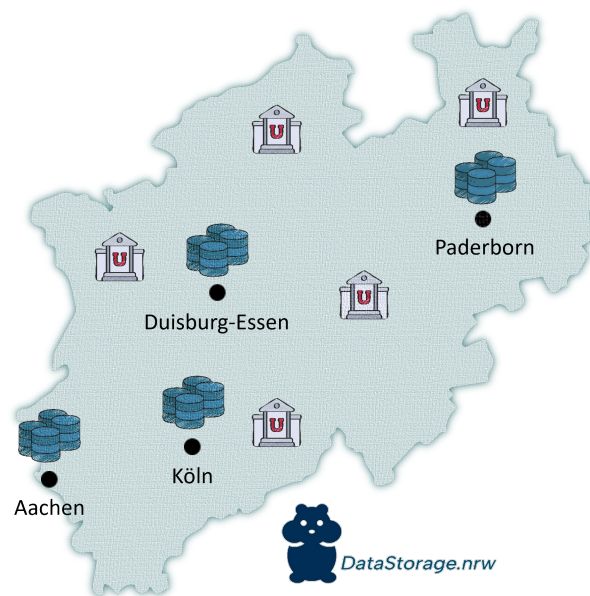 U
U
Paderborn
U
U
Duisburg-Essen
U
Köln
Aachen
DataStorage.nrw